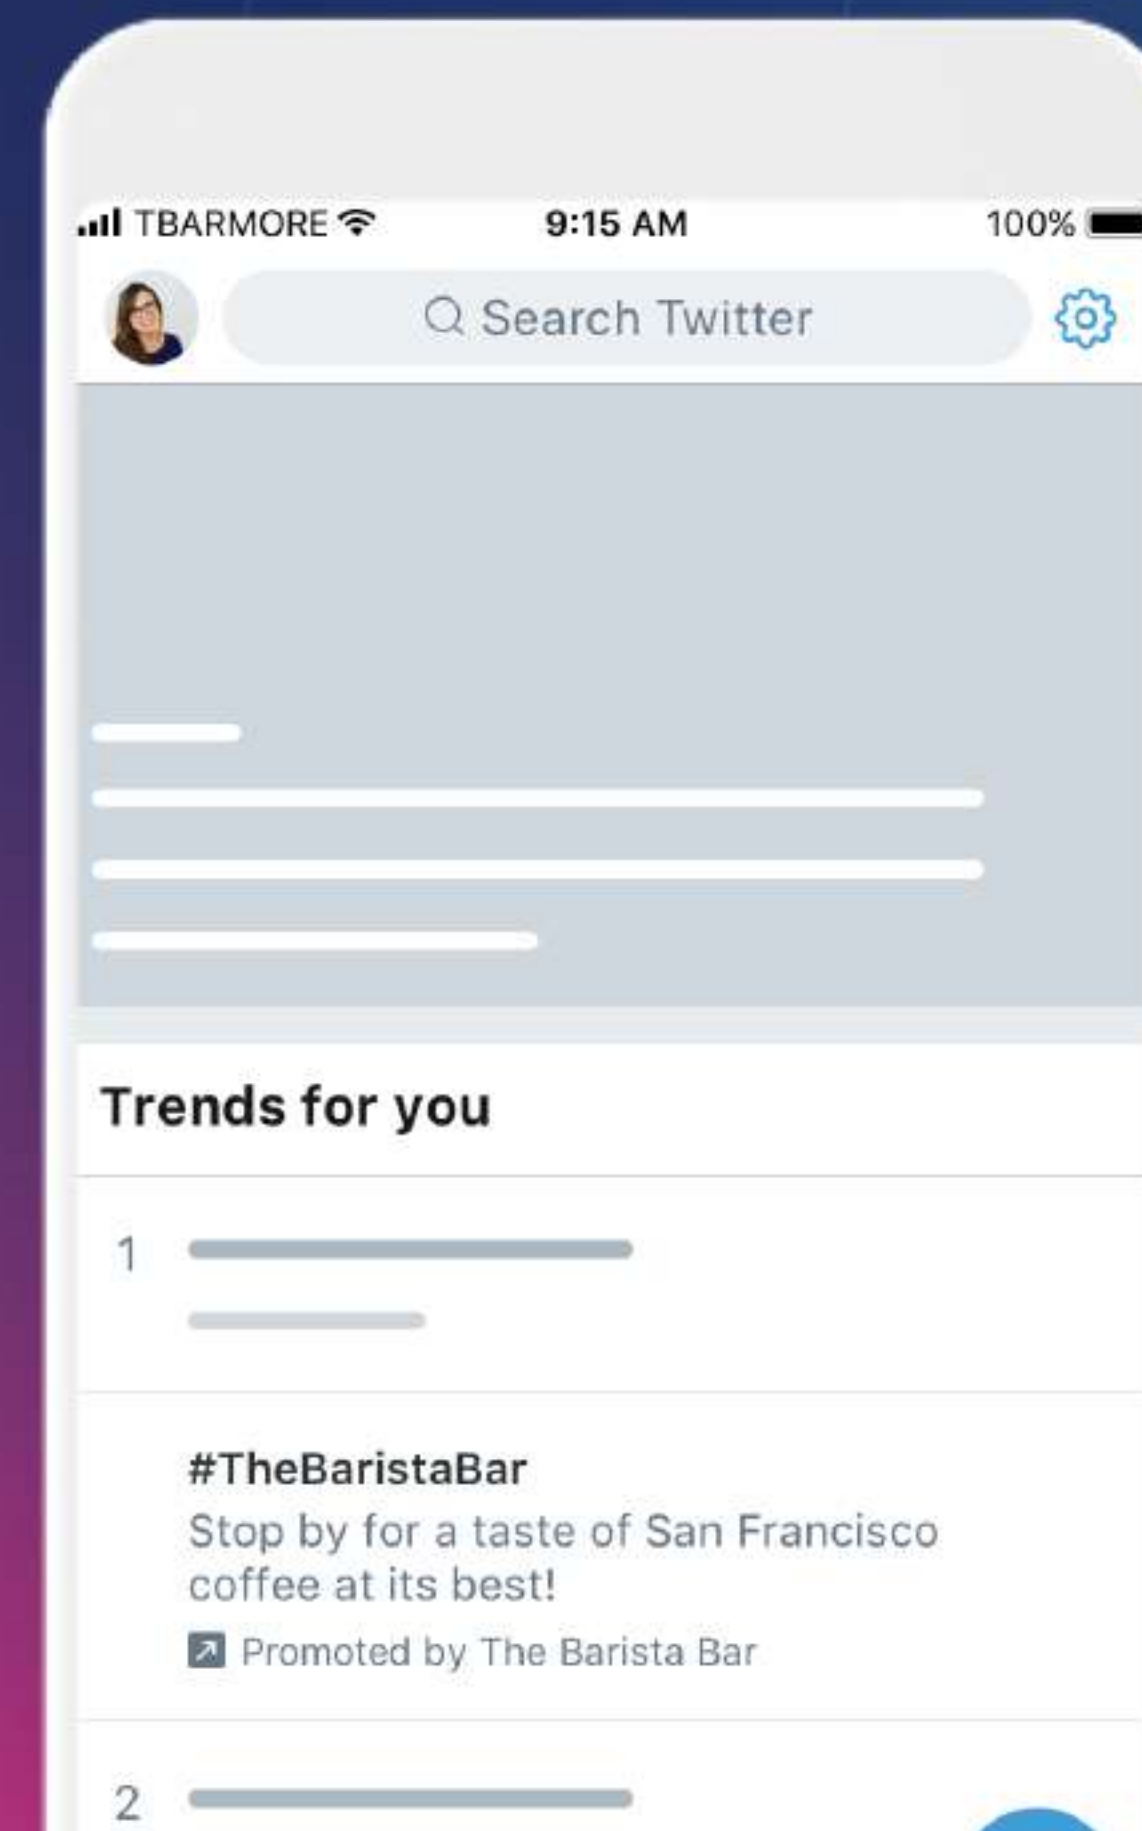 TBARMORE 9:15 AM 100%
Search Twitter
Trends for you
1
#TheBaristaBar
Stop by for a taste of San Francisco
coffee at its best!
Promoted by The Barista Bar
2